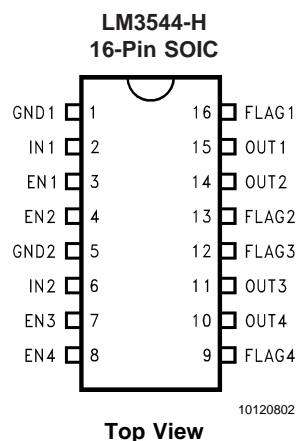 LM3544-H
16-Pin SOIC
GND1 1 16 FLAG1
IN1 2 15 OUT1
EN1 3 14 OUT2
EN2 4 13 FLAG2
GND2 5 12 FLAG3
IN2 6 11 OUT3
EN3 7 10 OUT4
EN4 8 9 FLAG4
10120802
Top View